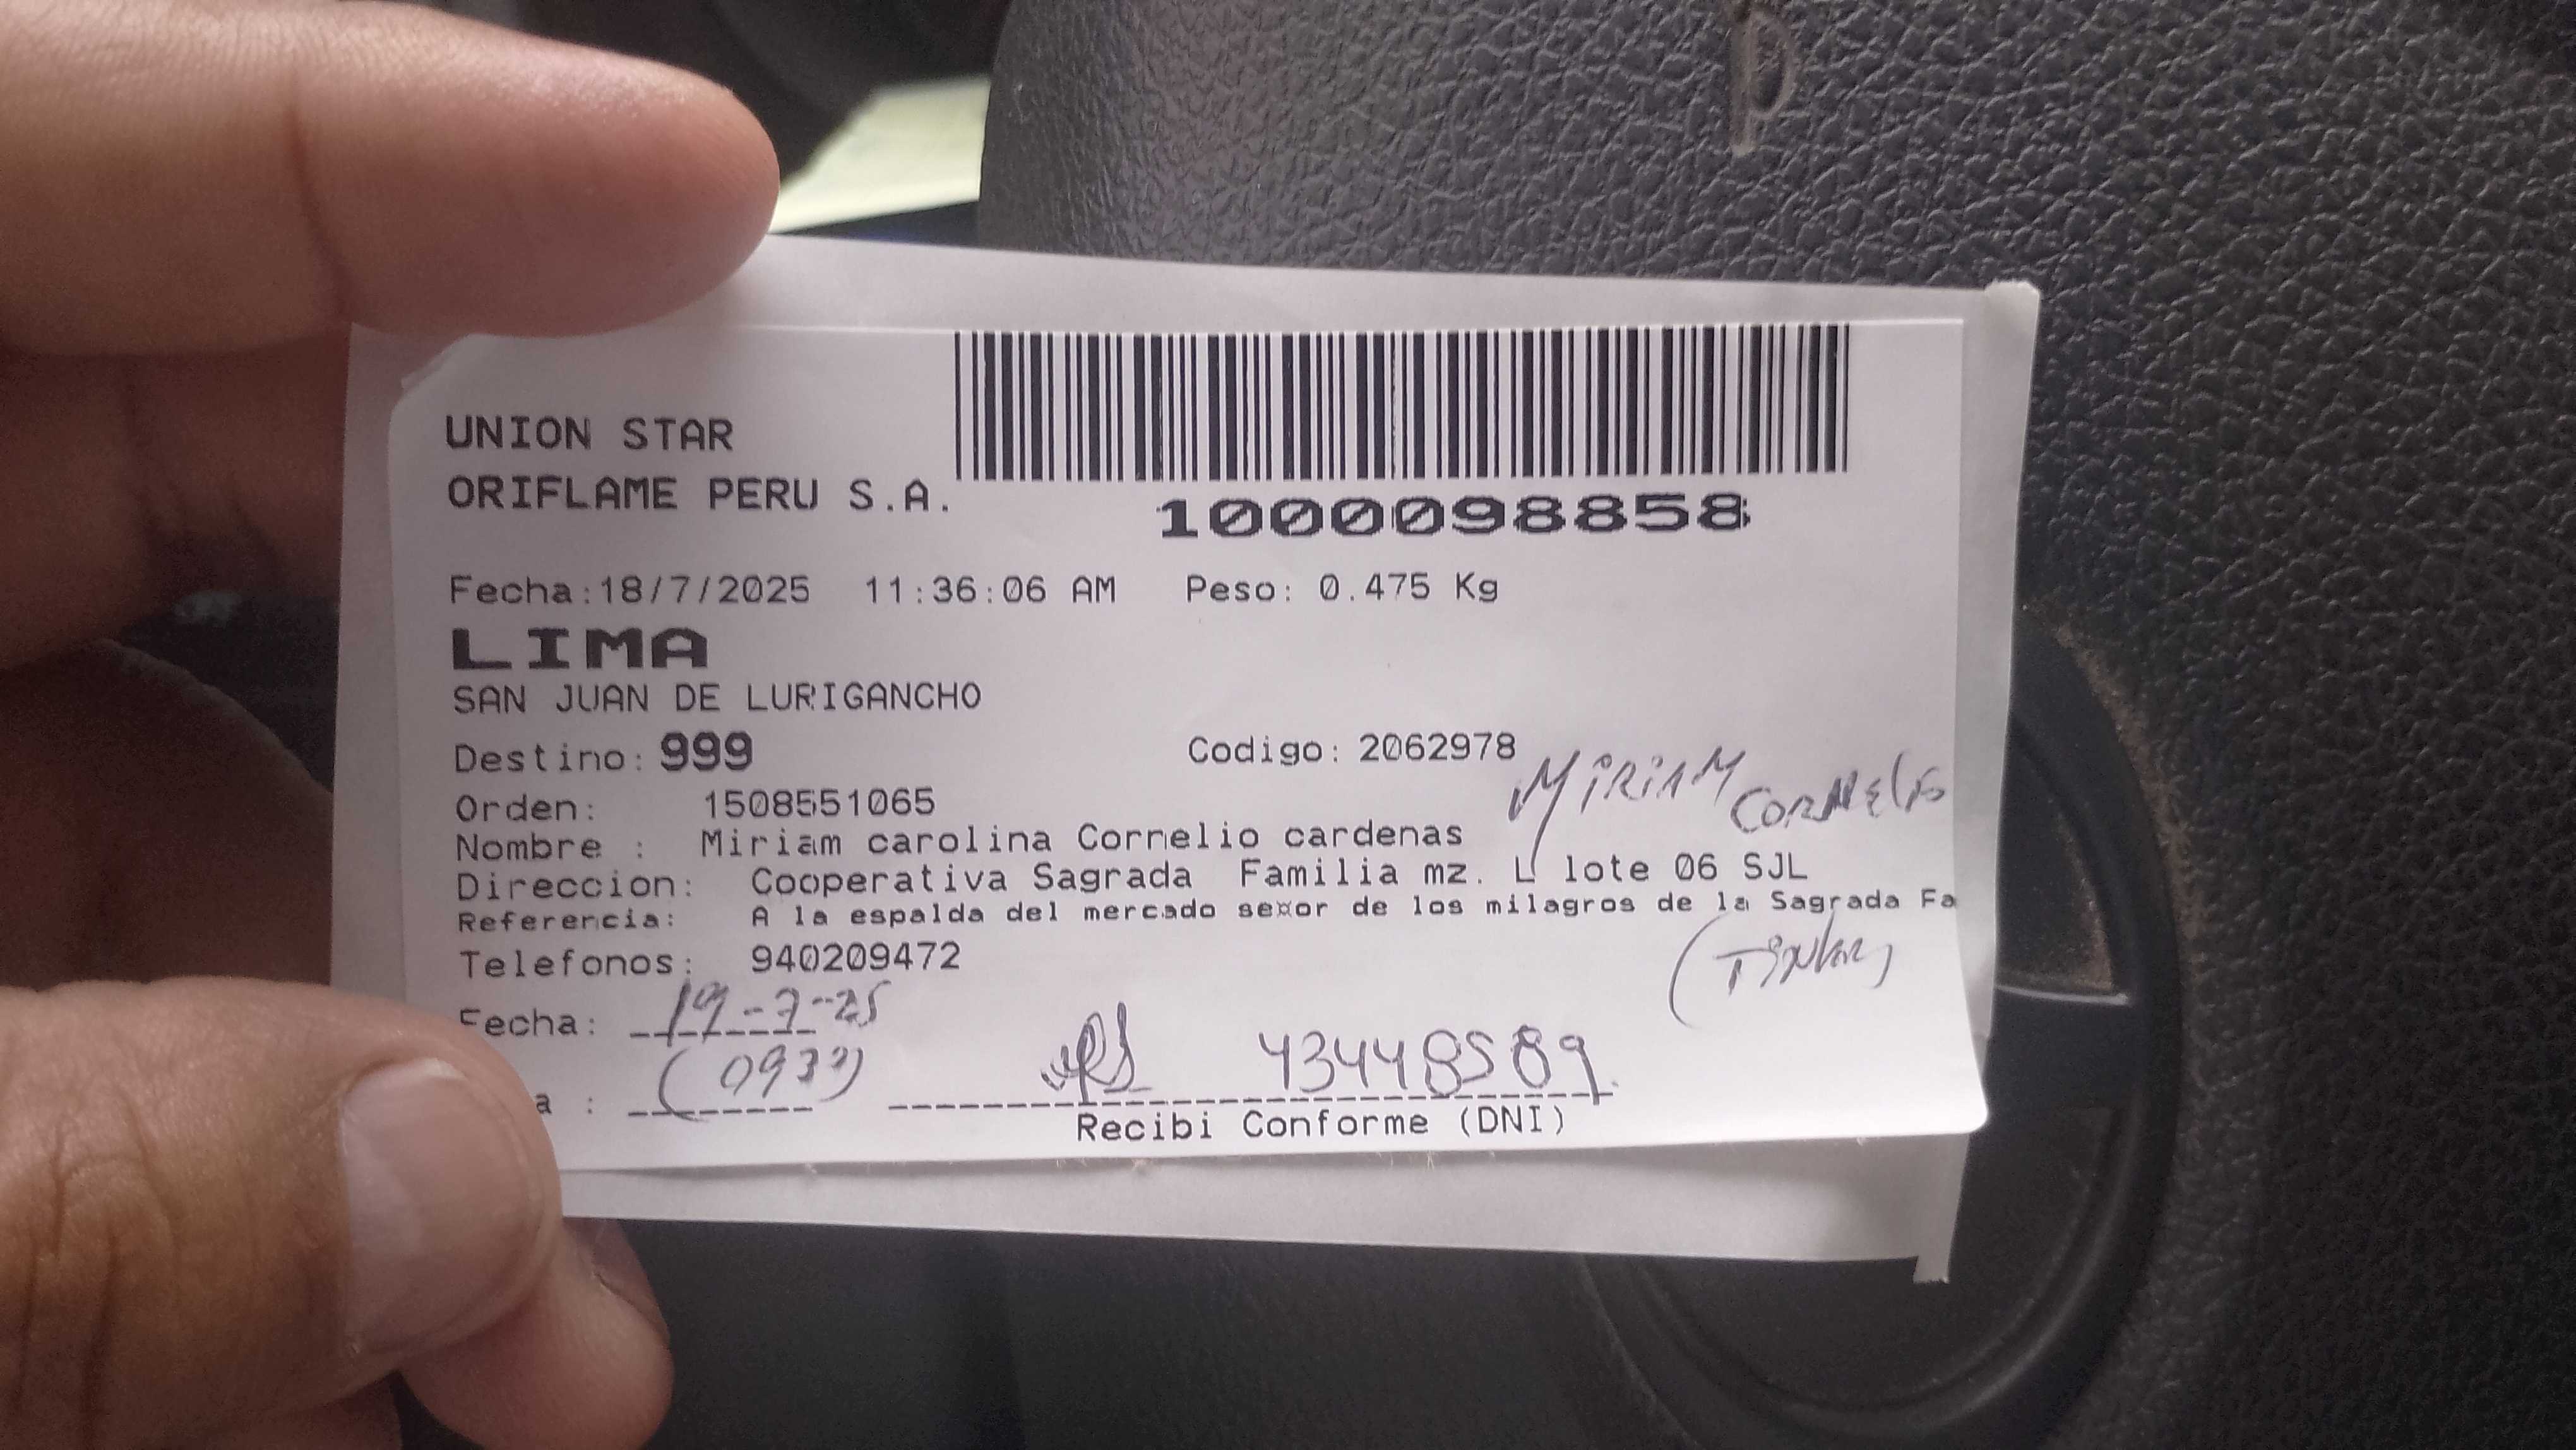 UNION STAR
ORIFLAME PERU S.A.
1000098858
Fecha:18/7/2025 11:36:06 AM Peso: 0.475 Kg
LIMA
SAN JUAN DE LURIGANCHO
Destino: 999 Codigo: 2062978
MiRiAM CORNELIO
Orden: 1508551065
Nombre : Miriam carolina Cornelio cardenas
Direccion: Cooperativa Sagrada Familia mz. L lote 06 SJL
Referencia: A la espalda del mercado se¤or de los milagros de la Sagrada Fa
Telefonos: 940209472
Fecha: 19-7-25
a : 43448589
Recibi Conforme (DNI)